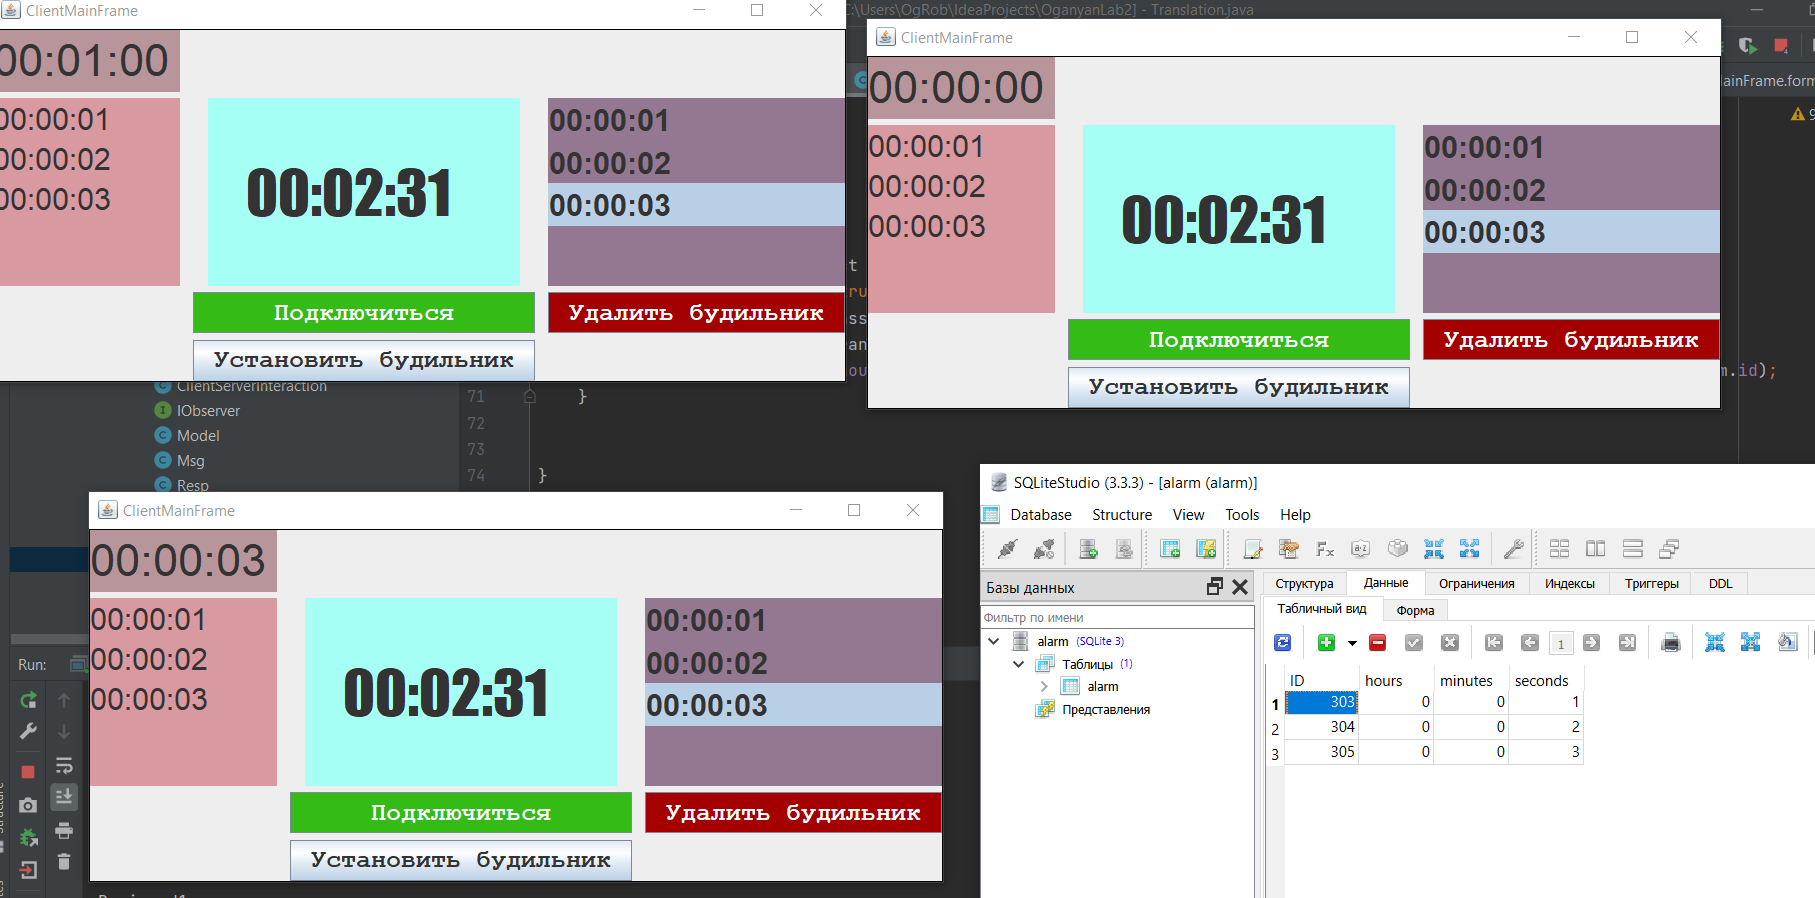 ClientMainFrame
00:01:00
00:00:01
00:00:02
00:00:03
00:02:31
00:00:01
00:00:02
00:00:03
Подключиться
Удалить будильник
Установить будильник
C:\Users\OgRob\IdeaProjects\OganyanLab2] - Translation.java
ClientMainFrame
00:00:00
00:00:01
00:00:02
00:00:03
00:02:31
00:00:01
00:00:02
00:00:03
Подключиться
Удалить будильник
Установить будильник
ainFrame.form
9
t
ru
ss
an
ou
.id);
ClientServerInteraction
IObserver
Model
Msg
Resp
71 }
72
73
74 }
Run:
ClientMainFrame
00:00:03
00:00:01
00:00:02
00:00:03
00:02:31
00:00:01
00:00:02
00:00:03
Подключиться
Удалить будильник
Установить будильник
SQLiteStudio (3.3.3) - [alarm (alarm)]
Database Structure View Tools Help
Базы данных
Фильтр по имени
alarm (SQLite 3)
Таблицы (1)
alarm
Представления
Структура Данные Ограничения Индексы Триггеры DDL
Табличный вид Форма
1
ID hours minutes seconds
1 303 0 0 1
2 304 0 0 2
3 305 0 0 3